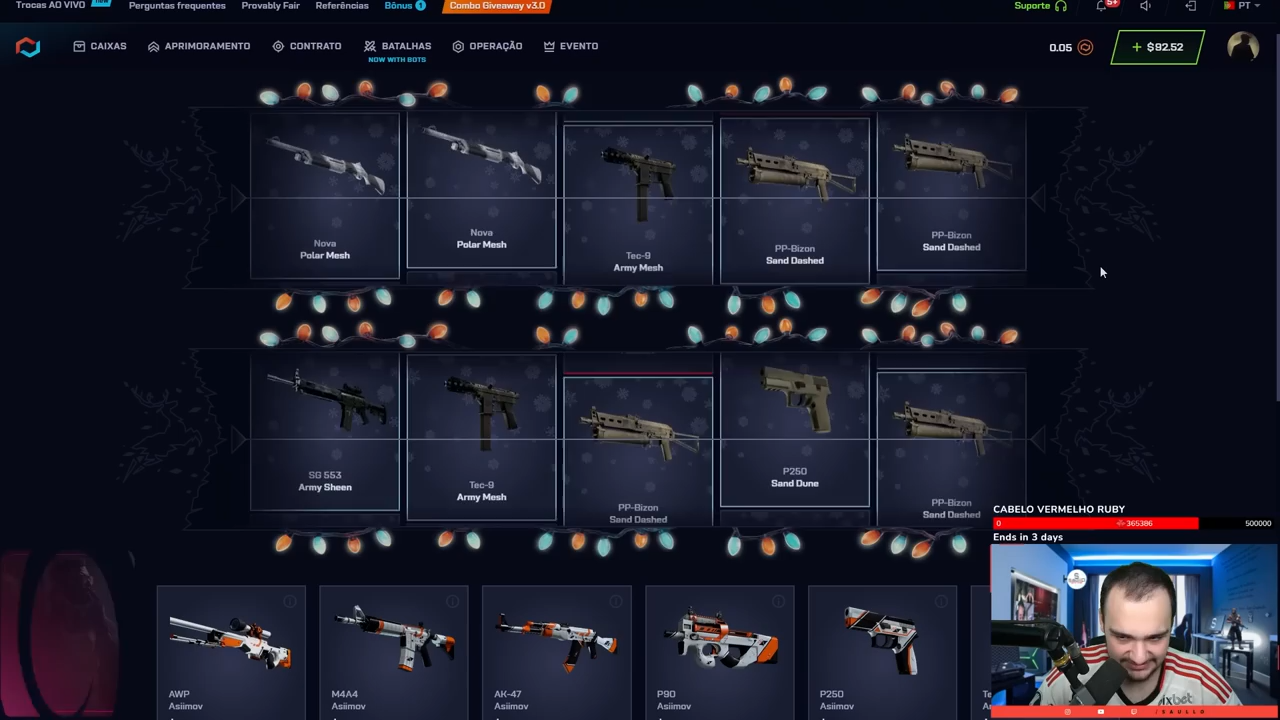 Trocas AO VIVO
new
Perguntas frequentes
Provably Fair
Referências
Bônus 1
Combo Giveaway v3.0
Suporte
5+
PT
CAIXAS
APRIMORAMENTO
CONTRATO
BATALHAS
NOW WITH BOTS
OPERAÇÃO
EVENTO
0.05
+ $92.52
Nova
Polar Mesh
Nova
Polar Mesh
Tec-9
Army Mesh
PP-Bizon
Sand Dashed
PP-Bizon
Sand Dashed
SG 553
Army Sheen
Tec-9
Army Mesh
PP-Bizon
Sand Dashed
P250
Sand Dune
PP-Bizon
Sand Dashed
CABELO VERMELHO RUBY
0
365386
500000
Ends in 3 days
AWP
Asiimov
M4A4
Asiimov
AK-47
Asiimov
P90
Asiimov
P250
Asiimov
/SAULLO